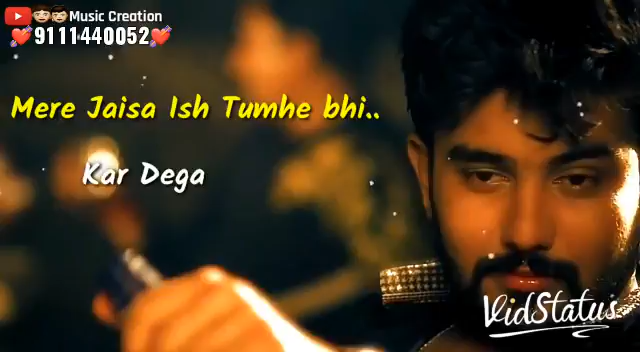 Music Creation
9111440052
Mere Jaisa Ish Tumhe bhi..
Kar Dega
VidStatus